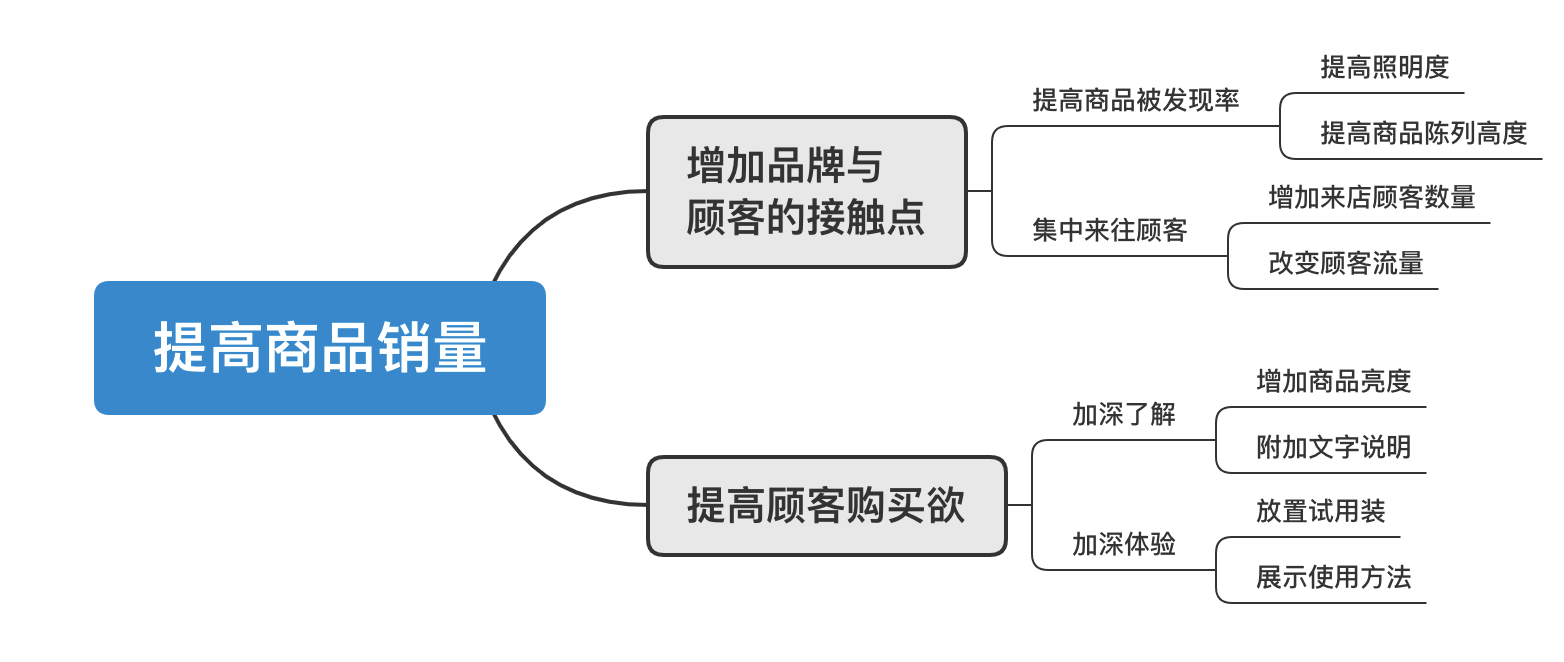 提高商品销量
增加品牌与
顾客的接触点
提高商品被发现率
提高照明度
提高商品陈列高度
集中来往顾客
增加来店顾客数量
改变顾客流量
提高顾客购买欲
加深了解
增加商品亮度
附加文字说明
加深体验
放置试用装
展示使用方法